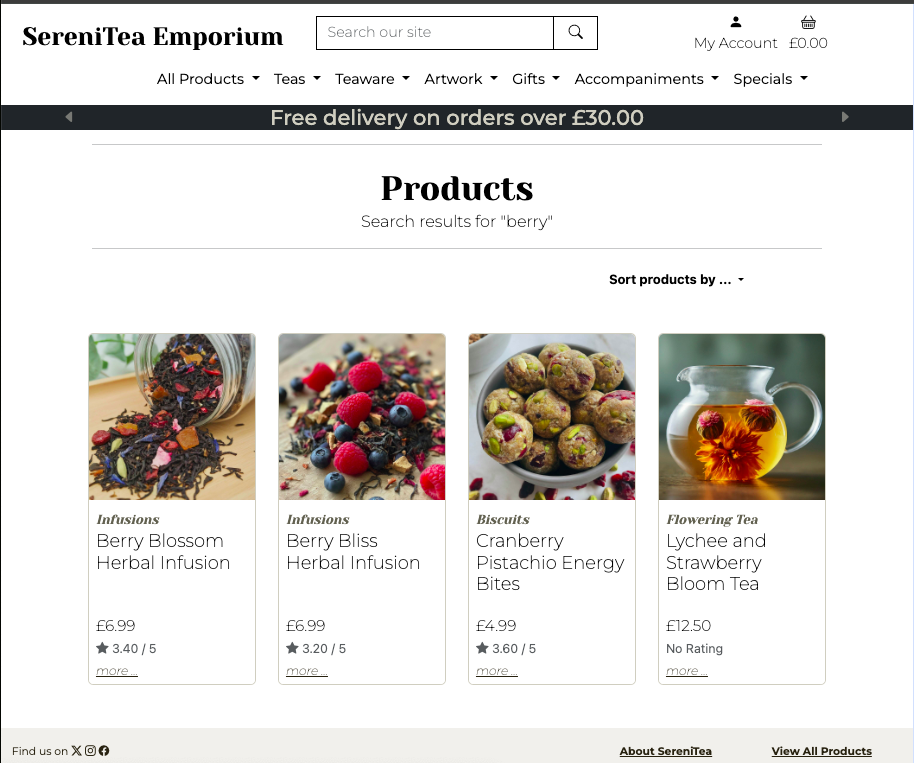 SereniTea Emporium
Search our site
My Account
£0.00
All Products
Teas
Teaware
Artwork
Gifts
Accompaniments
Specials
Free delivery on orders over £30.00
Products
Search results for "berry"
Sort products by ...
Infusions
Berry Blossom
Herbal Infusion
£6.99
3.40 / 5
more ...
Infusions
Berry Bliss
Herbal Infusion
£6.99
3.20 / 5
more ...
Biscuits
Cranberry
Pistachio Energy
Bites
£4.99
3.60 / 5
more ...
Flowering Tea
Lychee and
Strawberry
Bloom Tea
£12.50
No Rating
more ...
Find us on
About SereniTea
View All Products